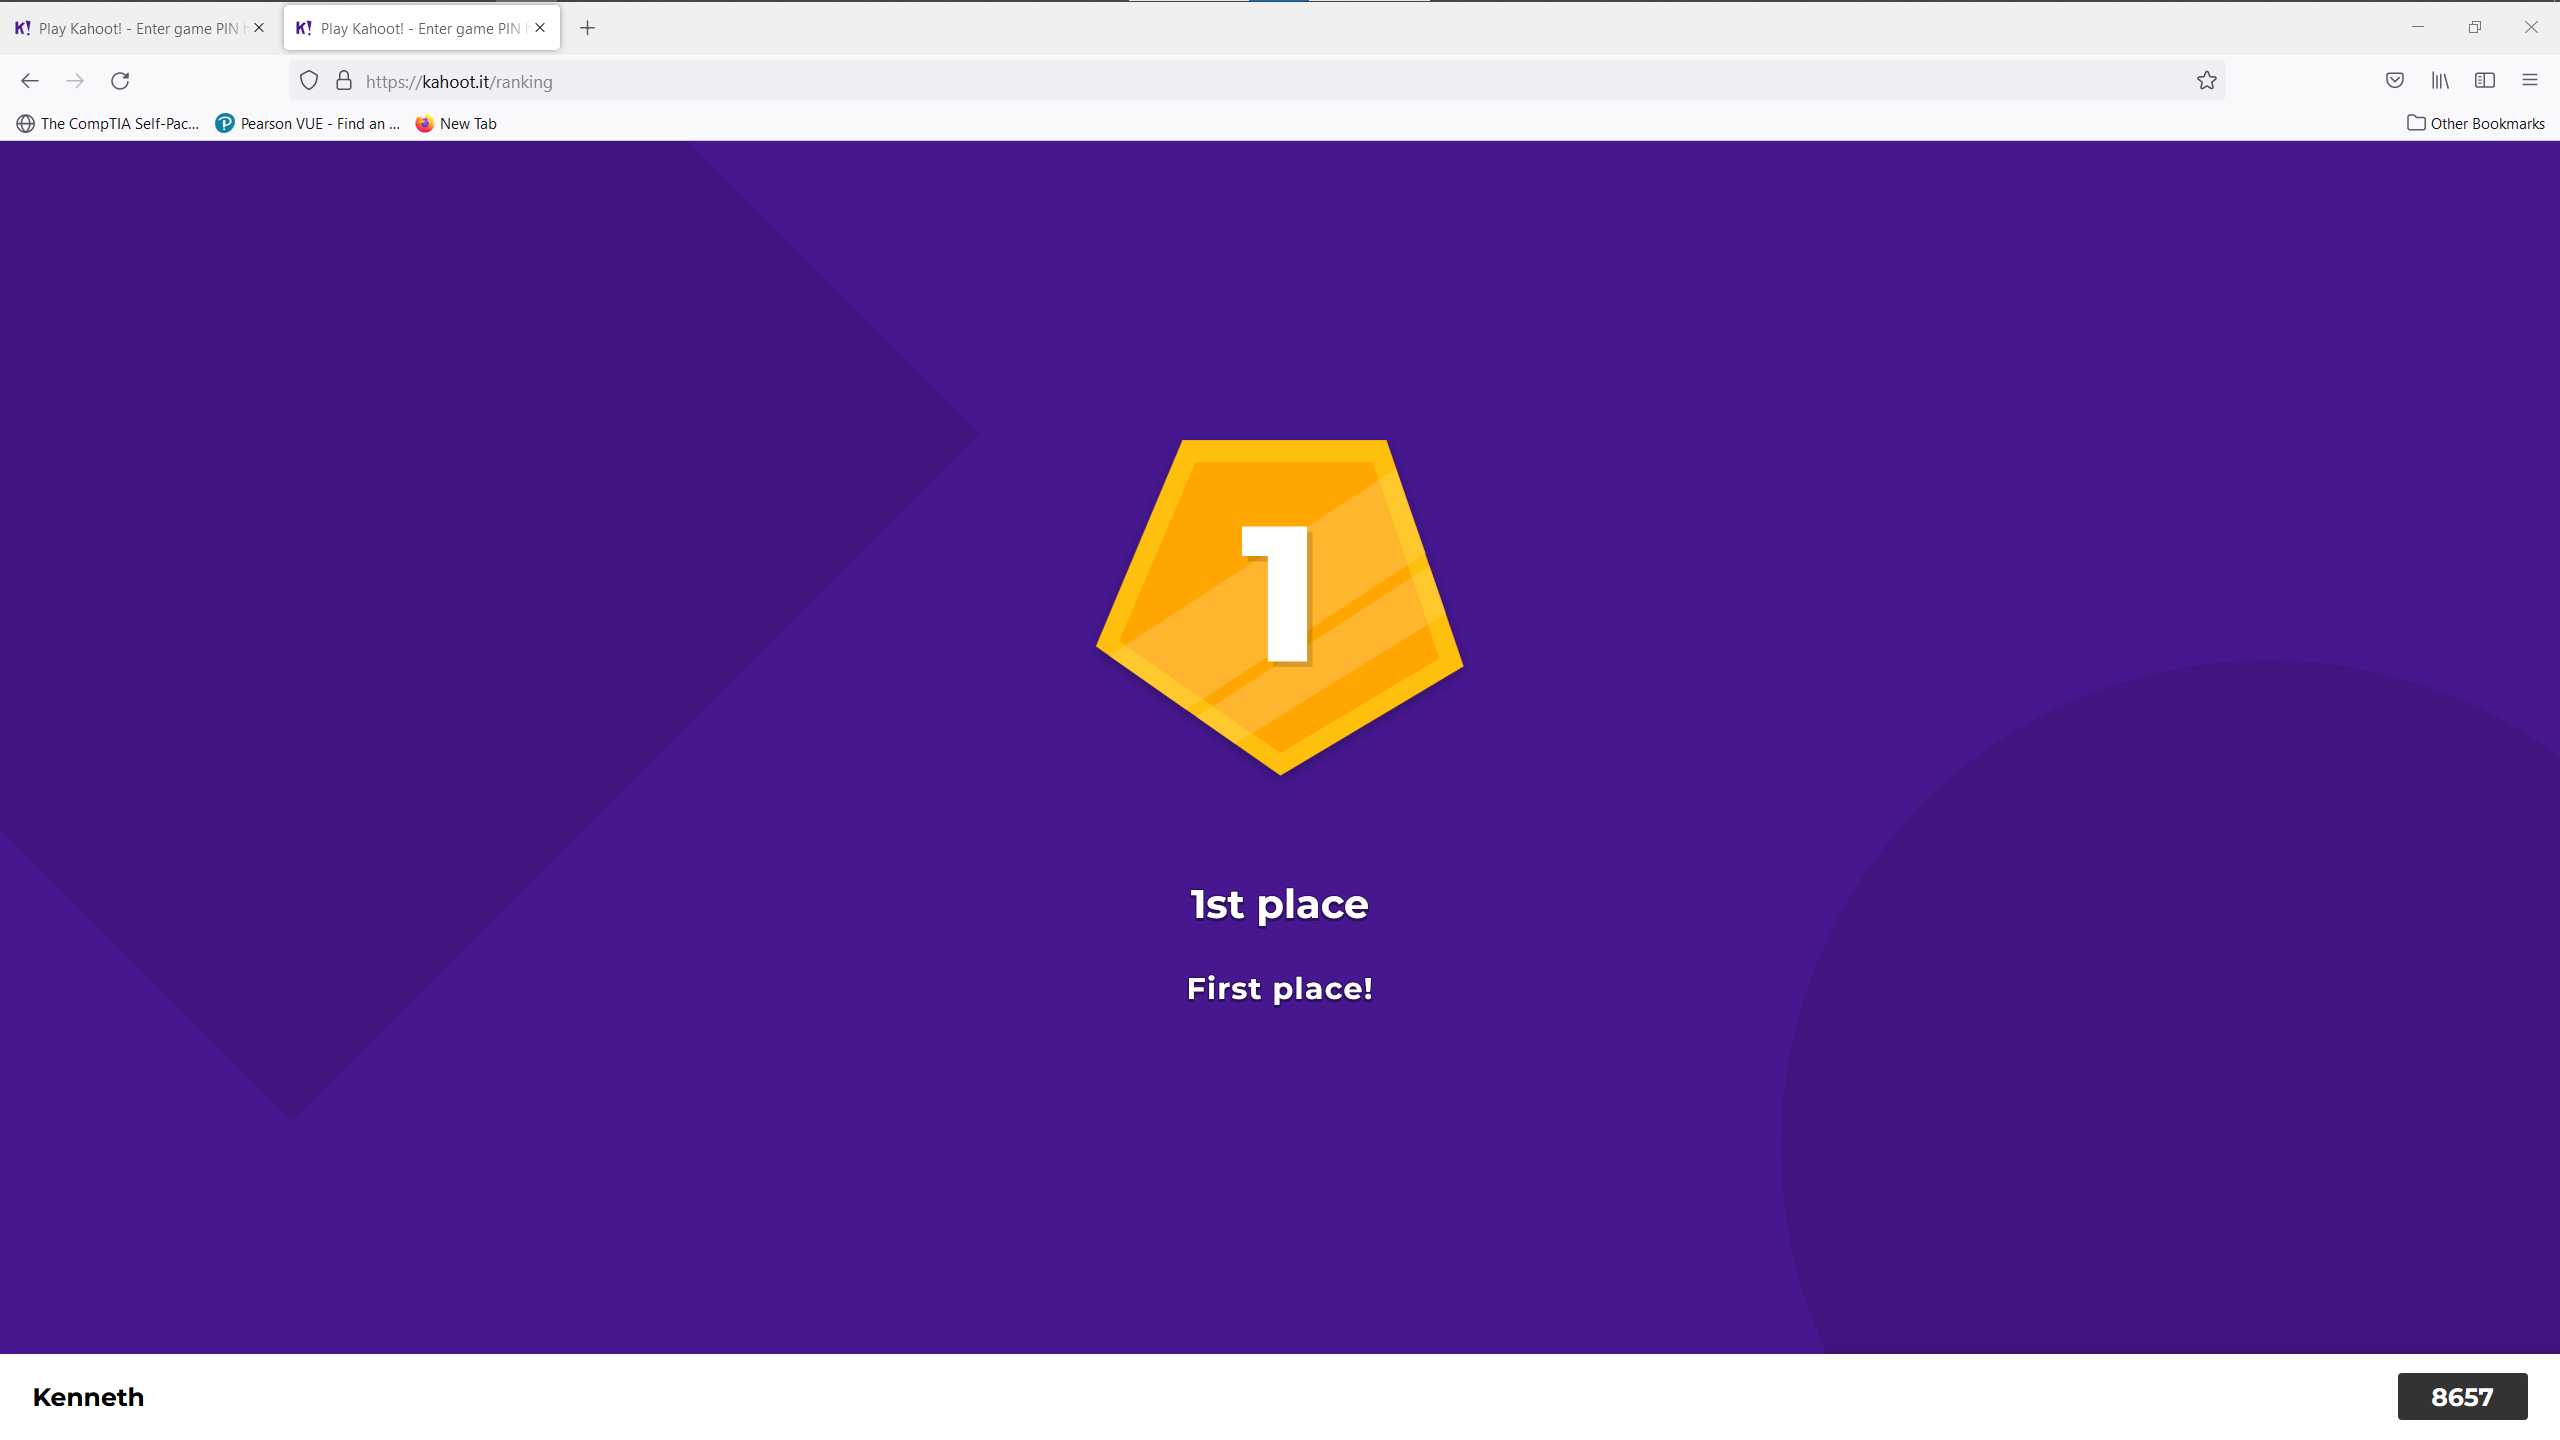 K! Play Kahoot! - Enter game PIN
K! Play Kahoot! - Enter game PIN
https://kahoot.it/ranking
The CompTIA Self-Pac...
Pearson VUE - Find an ...
New Tab
Other Bookmarks
1
1st place
First place!
Kenneth
8657